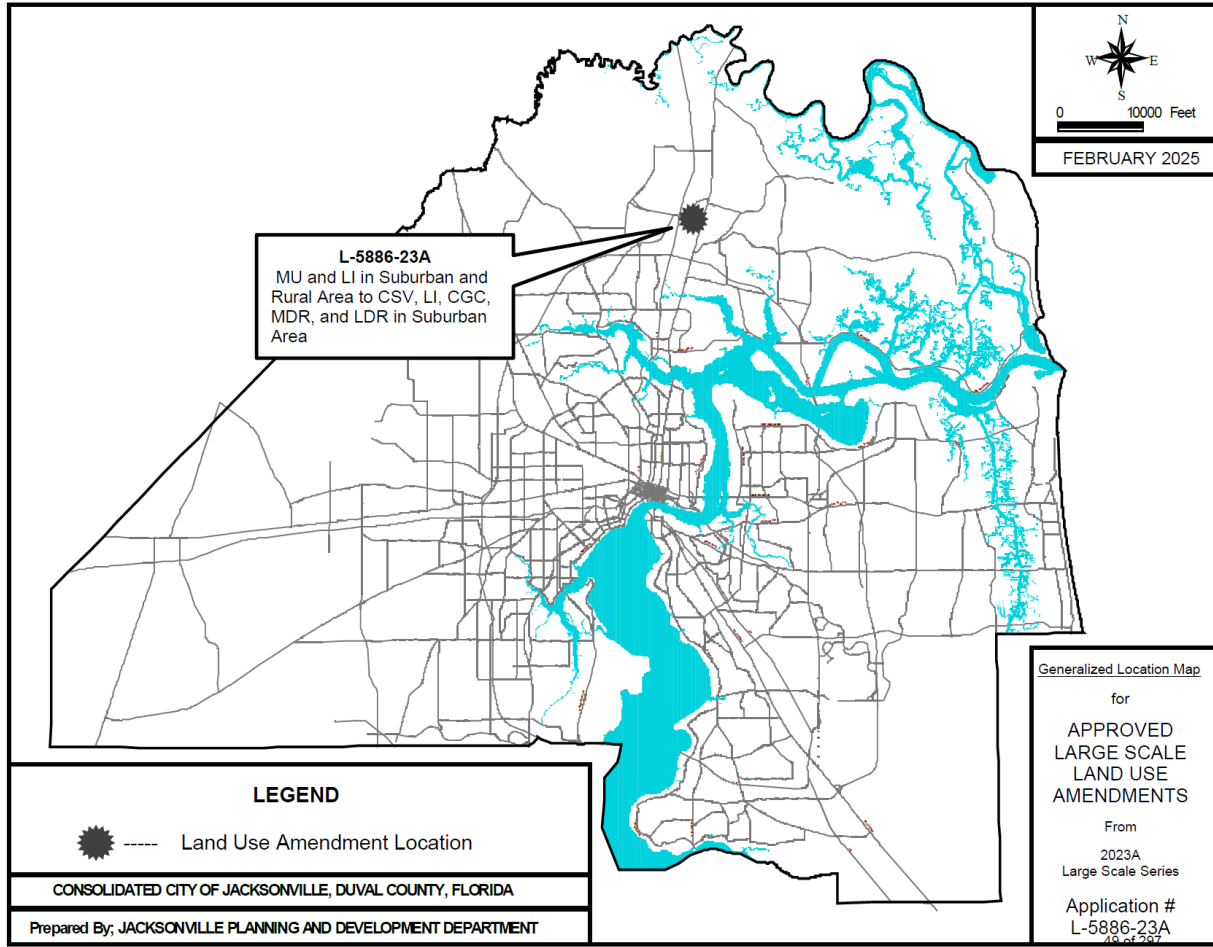 N
W E
S
0 10000 Feet
FEBRUARY 2025
L-5886-23A
MU and LI in Suburban and
Rural Area to CSV, LI, CGC,
MDR, and LDR in Suburban
Area
Generalized Location Map
for
APPROVED
LARGE SCALE
LAND USE
AMENDMENTS
From
2023A
Large Scale Series
Application #
L-5886-23A
49 of 297
LEGEND
----- Land Use Amendment Location
CONSOLIDATED CITY OF JACKSONVILLE, DUVAL COUNTY, FLORIDA
Prepared By; JACKSONVILLE PLANNING AND DEVELOPMENT DEPARTMENT